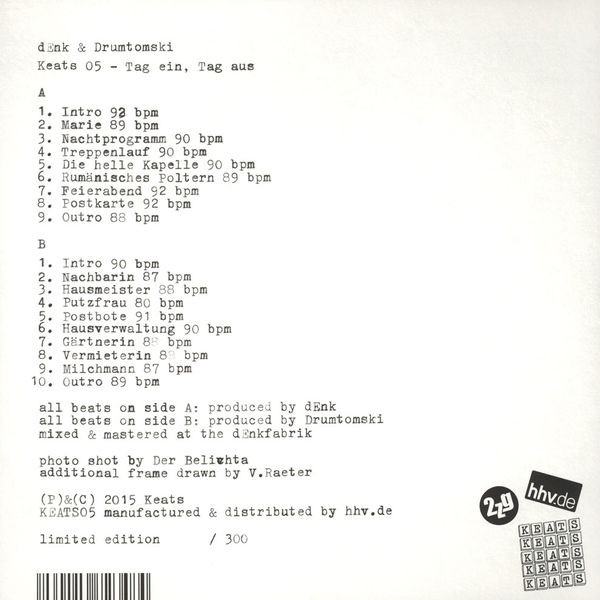 dEnk & Drumtomski
Keats 05 - Tag ein, Tag aus
A
1. Intro 92 bpm
2. Marie 89 bpm
3. Nachtprogramm 90 bpm
4. Treppenlauf 90 bpm
5. Die helle Kapelle 90 bpm
6. Rumänisches Poltern 89 bpm
7. Feierabend 92 bpm
8. Postkarte 92 bpm
9. Outro 88 bpm
B
1. Intro 90 bpm
2. Nachbarin 87 bpm
3. Hausmeister 88 bpm
4. Putzfrau 80 bpm
5. Postbote 91 bpm
6. Hausverwaltung 90 bpm
7. Gärtnerin 88 bpm
8. Vermieterin 88 bpm
9. Milchmann 87 bpm
10. Outro 89 bpm
all beats on side A: produced by dEnk
all beats on side B: produced by Drumtomski
mixed & mastered at the dEnkfabrik
photo shot by Der Belichta
additional frame drawn by V.Raeter
(P)&(C) 2015 Keats
KEATS05 manufactured & distributed by hhv.de
limited edition / 300
2zg
hhv.de
KEATS
KEATS
KEATS
KEATS
KEATS